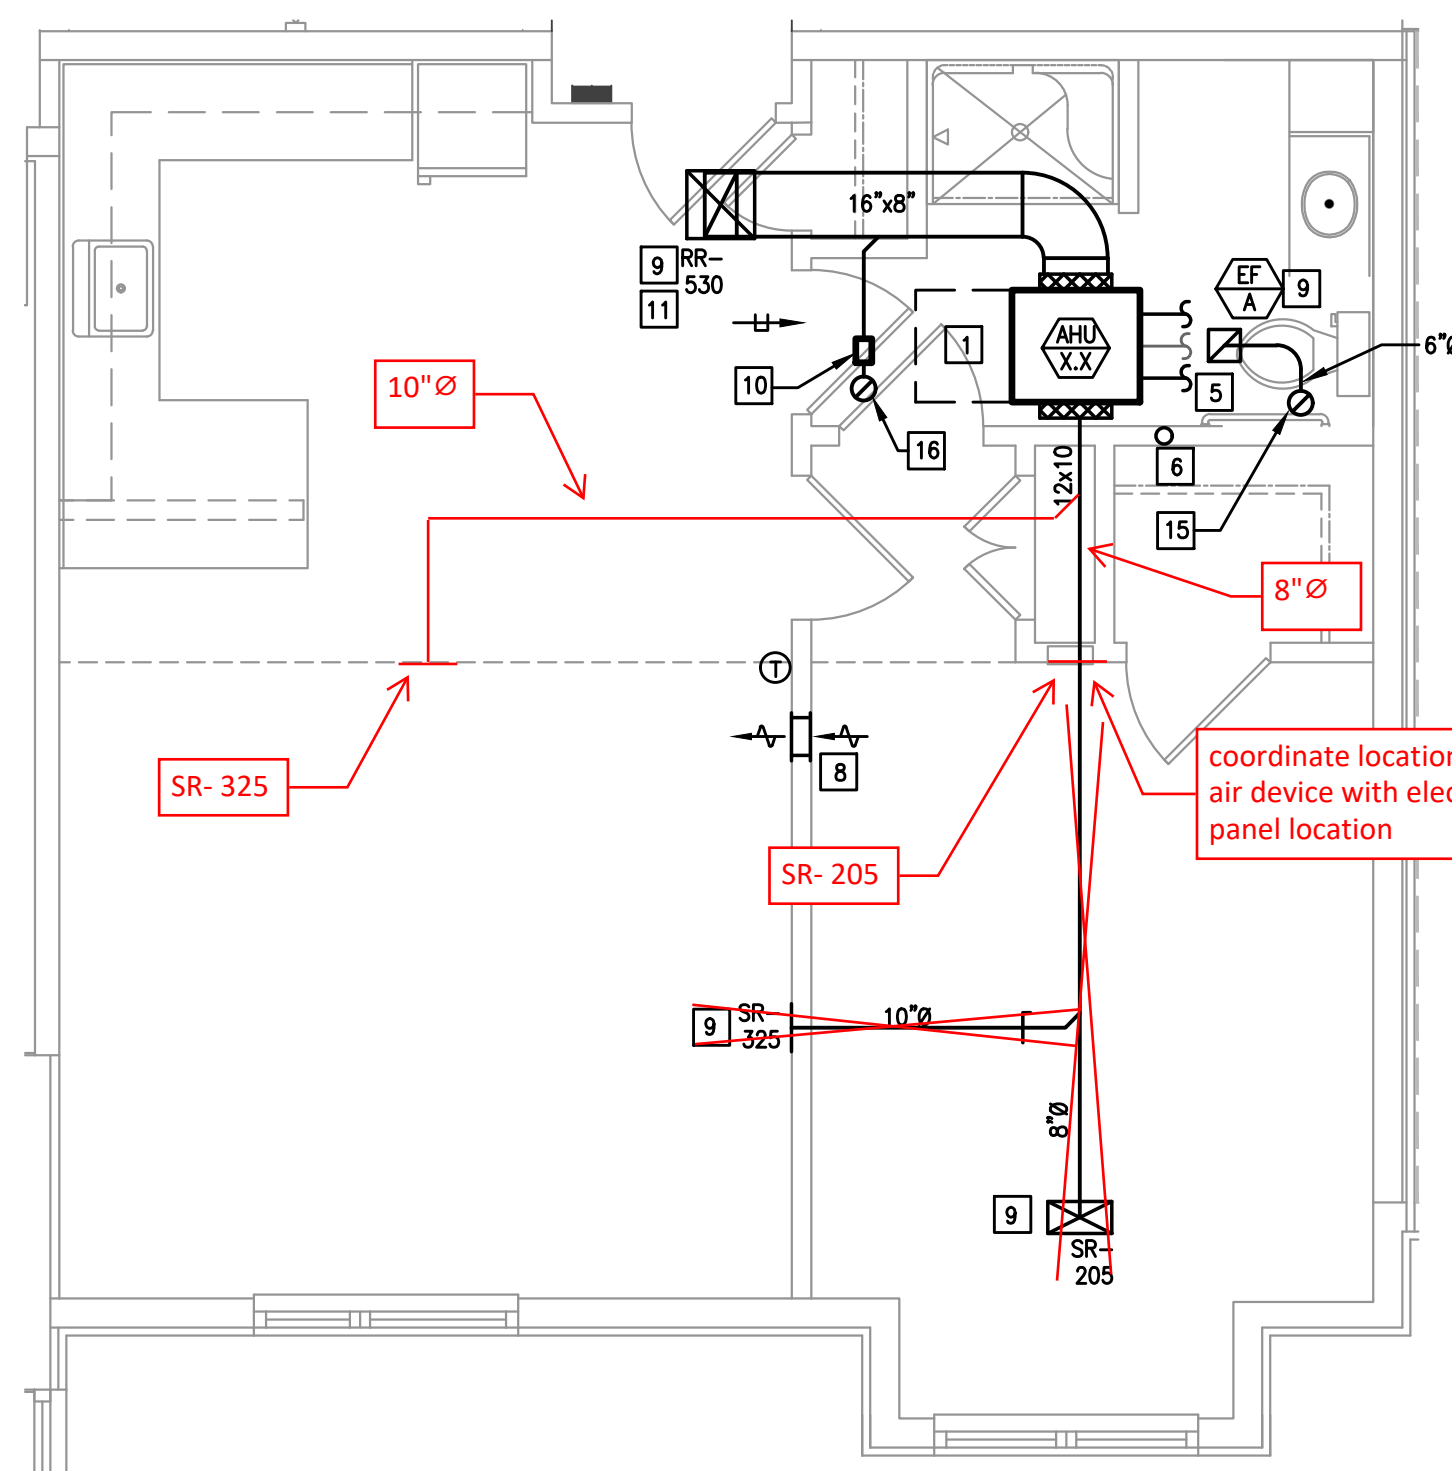 16"x8"
9 RR-
530
11
EF
A
9
AHU
X.X
1
6"Ø
10
5
10"∅
16
12x10
6
15
8"∅
T
8
SR- 325
coordinate location
air device with elec
panel location
SR- 205
9 SR-
325
10"Ø
8"Ø
9
SR-
205